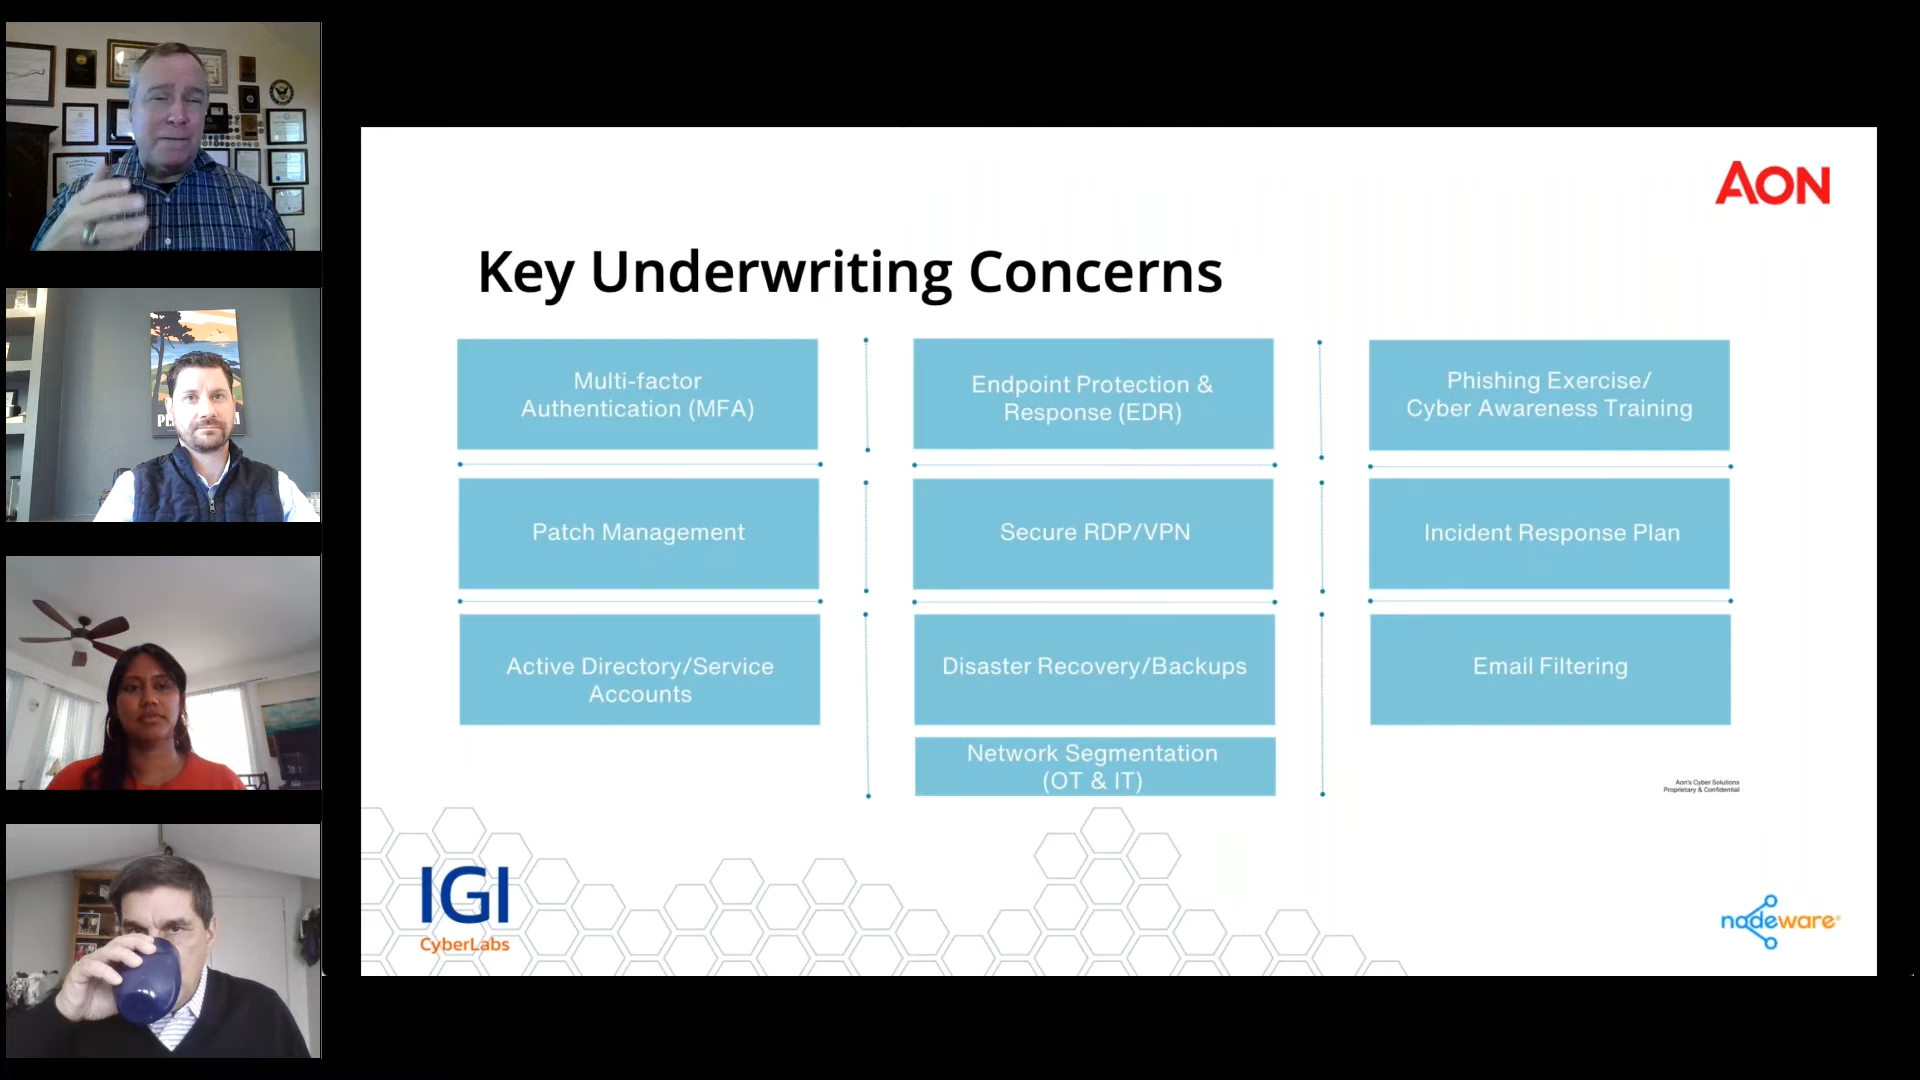 AON
Key Underwriting Concerns
Multi-factor
Authentication (MFA)
Endpoint Protection &
Response (EDR)
Phishing Exercise/
Cyber Awareness Training
Patch Management
Secure RDP/VPN
Incident Response Plan
Active Directory/Service
Accounts
Disaster Recovery/Backups
Email Filtering
Network Segmentation
(OT & IT)
Aon's Cyber Solutions
Proprietary & Confidential
IGI
CyberLabs
nodeware®